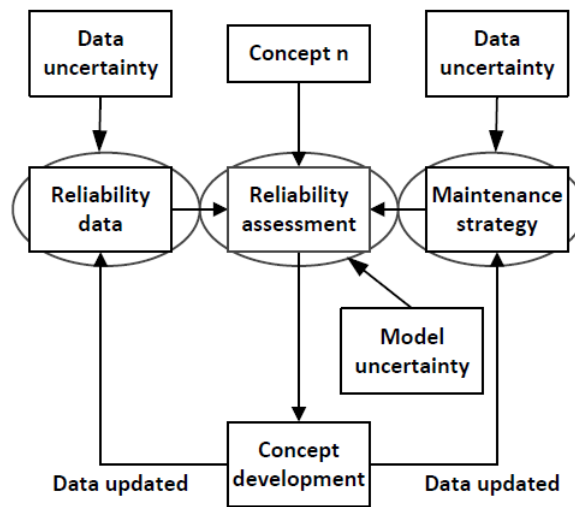 Data
uncertainty
Concept n
Data
uncertainty
Reliability
data
Reliability
assessment
Maintenance
strategy
Model
uncertainty
Concept
development
Data updated
Data updated